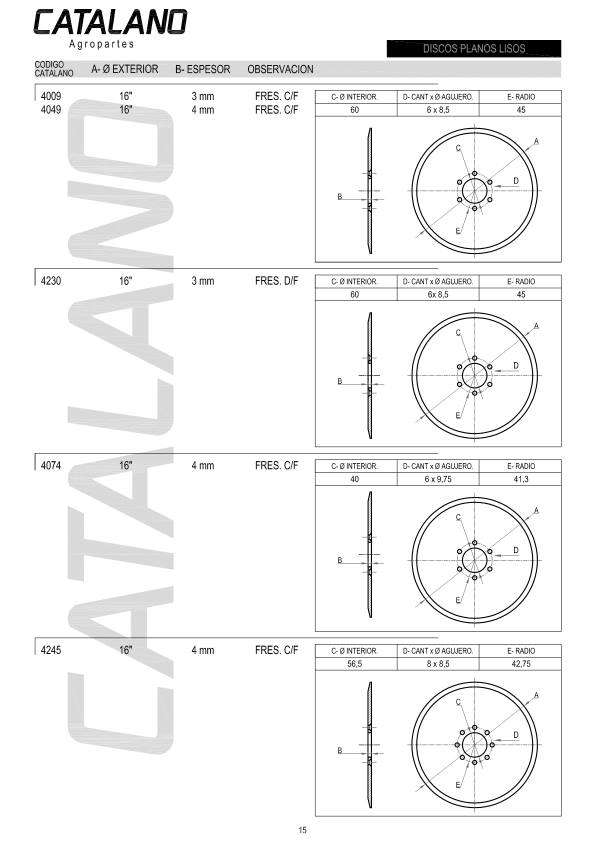 CATALANO
Agropartes
DISCOS PLANOS LISOS
CODIGO CATALANO A- Ø EXTERIOR B- ESPESOR OBSERVACION
4009 16" 3 mm FRES. C/F
4049 16" 4 mm FRES. C/F
C- Ø INTERIOR. D- CANT x Ø AGUJERO. E- RADIO
60 6 x 8,5 45
A
C
D
B
E
4230 16" 3 mm FRES. D/F
C- Ø INTERIOR. D- CANT x Ø AGUJERO. E- RADIO
60 6x 8,5 45
A
C
D
B
E
4074 16" 4 mm FRES. C/F
C- Ø INTERIOR. D- CANT x Ø AGUJERO. E- RADIO
40 6 x 9,75 41,3
A
C
D
B
E
4245 16" 4 mm FRES. C/F
C- Ø INTERIOR. D- CANT x Ø AGUJERO. E- RADIO
56,5 8 x 8,5 42,75
A
C
D
B
E
CATALANO
15